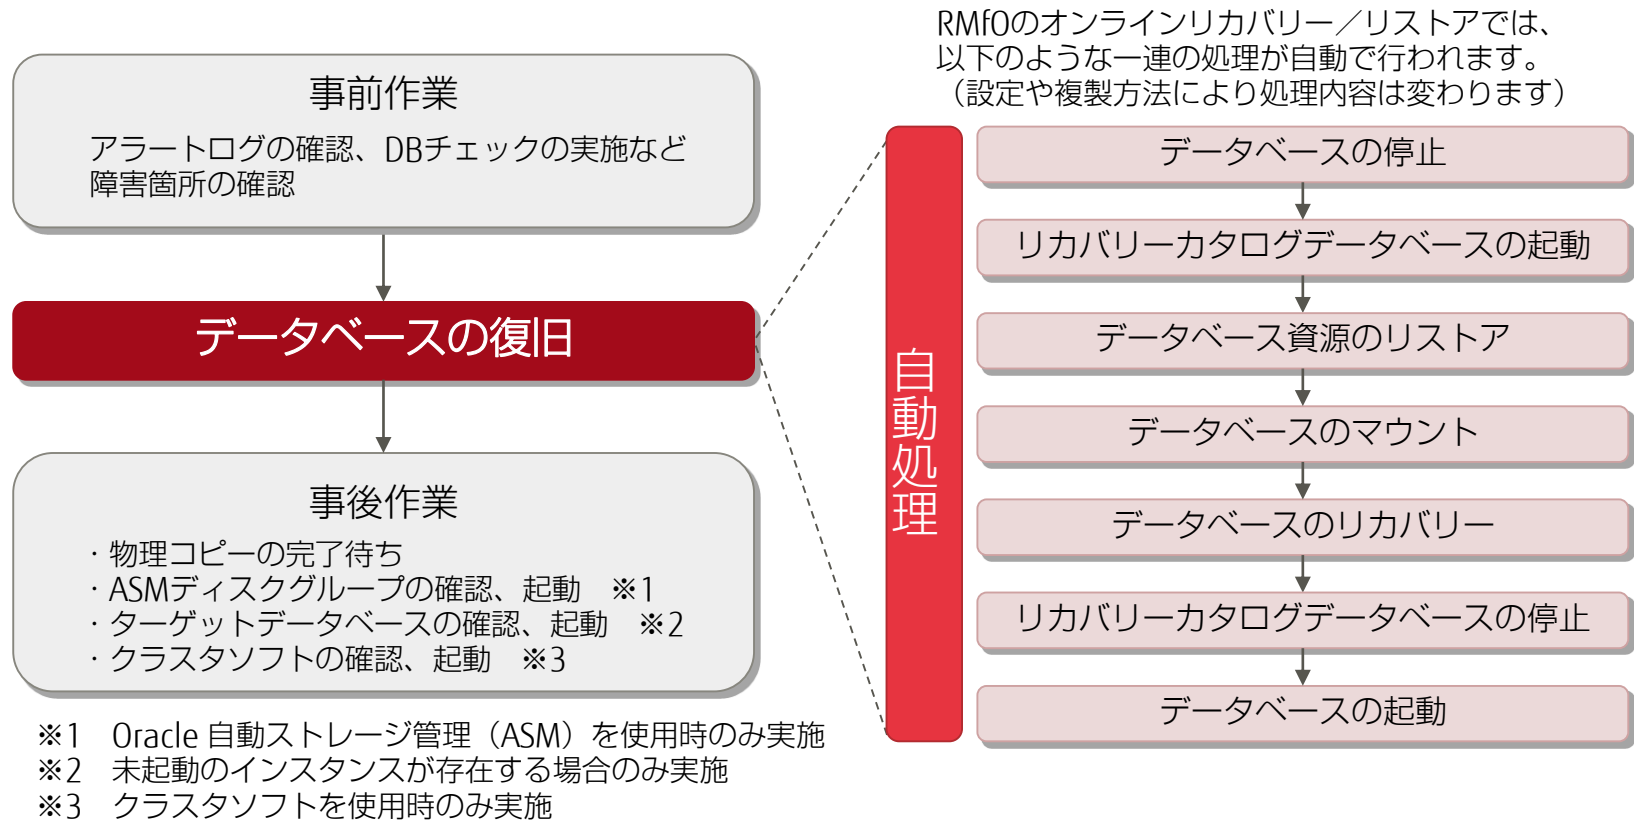 事前作業
アラートログの確認、DBチェックの実施など
障害箇所の確認
データベースの復旧
事後作業
・物理コピーの完了待ち
・ASMディスクグループの確認、起動　※1
・ターゲットデータベースの確認、起動　※2
・クラスタソフトの確認、起動　※3
※1　Oracle 自動ストレージ管理（ASM）を使用時のみ実施
※2　未起動のインスタンスが存在する場合のみ実施
※3　クラスタソフトを使用時のみ実施
RMfOのオンラインリカバリー／リストアでは、
以下のような一連の処理が自動で行われます。
（設定や複製方法により処理内容は変わります）
自動処理
データベースの停止
リカバリーカタログデータベースの起動
データベース資源のリストア
データベースのマウント
データベースのリカバリー
リカバリーカタログデータベースの停止
データベースの起動